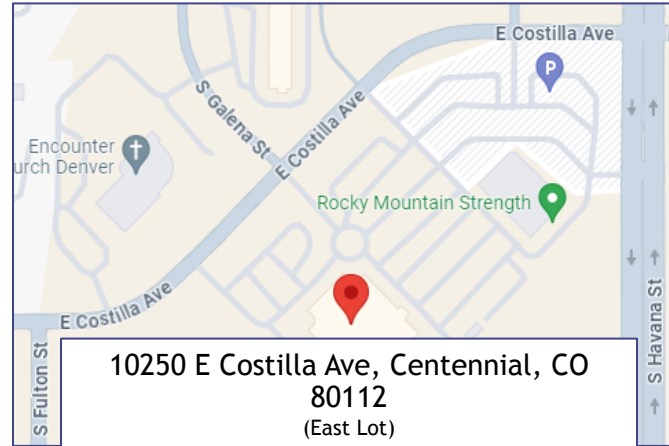 E Costilla Ave
P
S Galena St
E Costilla Ave
Encounter
urch Denver
Rocky Mountain Strength
E Costilla Ave
S Fulton St
S Havana St
10250 E Costilla Ave, Centennial, CO
80112
(East Lot)